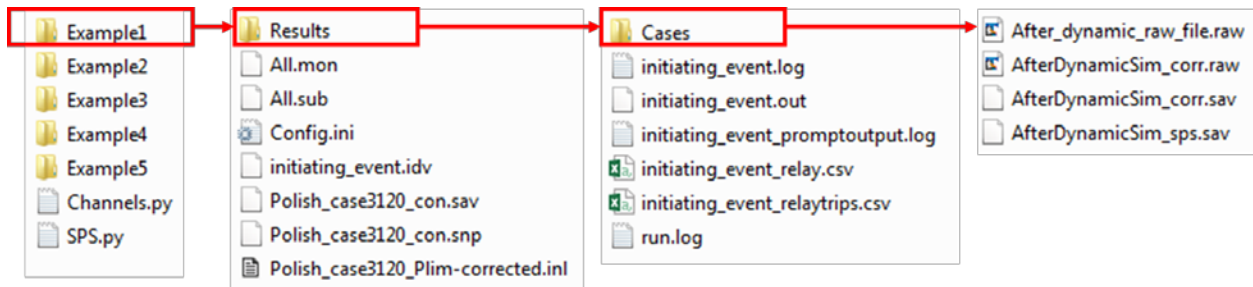 Example1
Example2
Example3
Example4
Example5
Channels.py
SPS.py
Results
All.mon
All.sub
Config.ini
initiating_event.idv
Polish_case3120_con.sav
Polish_case3120_con.snp
Polish_case3120_Plim-corrected.inl
Cases
initiating_event.log
initiating_event.out
initiating_event_promptoutput.log
initiating_event_relay.csv
initiating_event_relaytrips.csv
run.log
After_dynamic_raw_file.raw
AfterDynamicSim_corr.raw
AfterDynamicSim_corr.sav
AfterDynamicSim_sps.sav